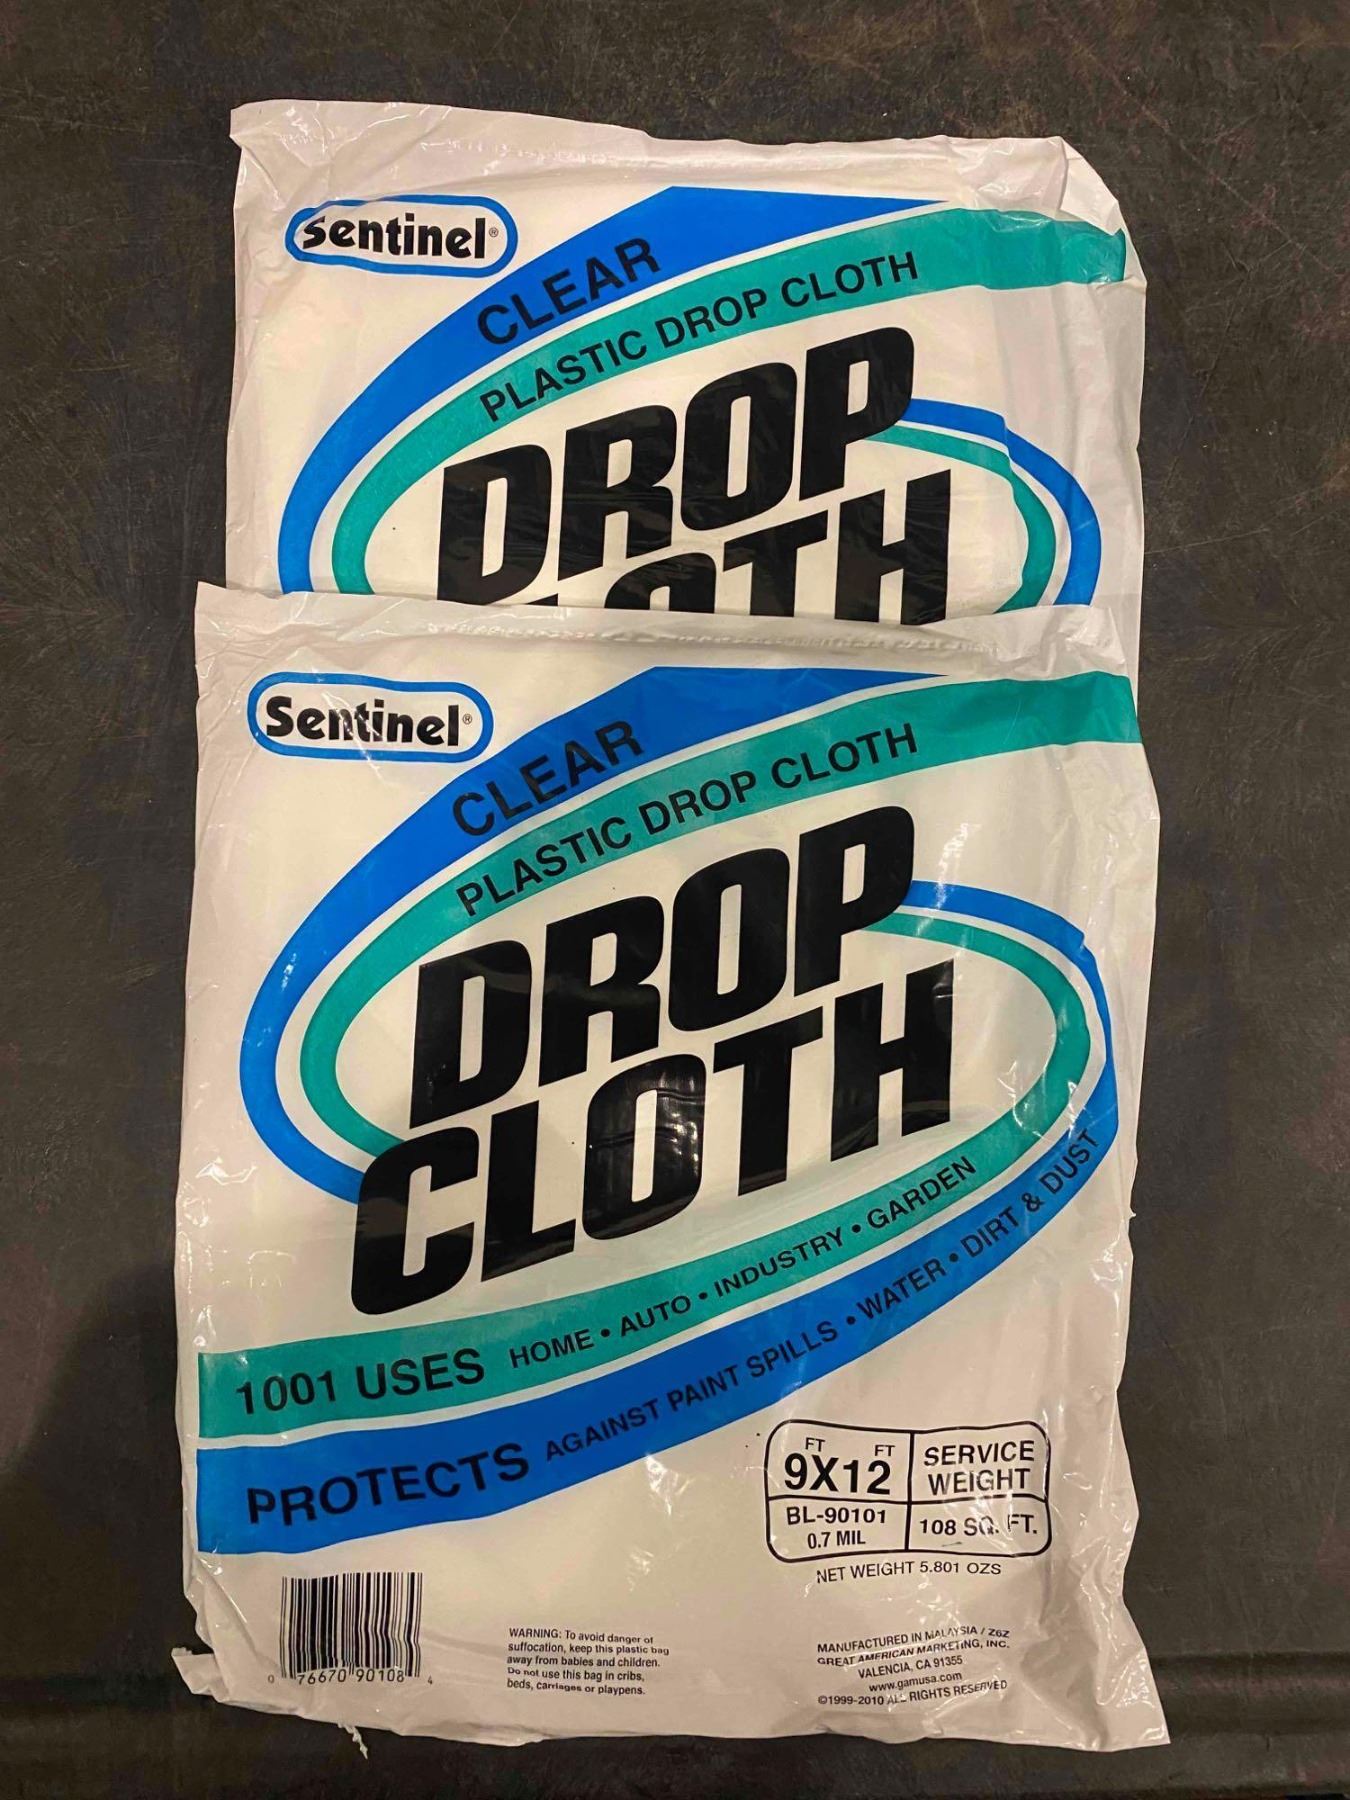 Sentinel®
CLEAR
PLASTIC DROP CLOTH
DROP
CLOTH
Sentinel®
CLEAR
PLASTIC DROP CLOTH
DROP
CLOTH
1001 USES HOME • AUTO • INDUSTRY • GARDEN
PROTECTS AGAINST PAINT SPILLS • WATER • DIRT & DUST
FT FT
9X12
SERVICE
WEIGHT
BL-90101
0.7 MIL
108 SQ. FT.
NET WEIGHT 5.801 OZS
0 76670 90108 4
WARNING: To avoid danger of
suffocation, keep this plastic bag
away from babies and children.
Do not use this bag in cribs,
beds, carriages or playpens.
MANUFACTURED IN MALAYSIA / Z6Z
GREAT AMERICAN MARKETING, INC.
VALENCIA, CA 91355
www.gamusa.com
©1999-2010 ALL RIGHTS RESERVED